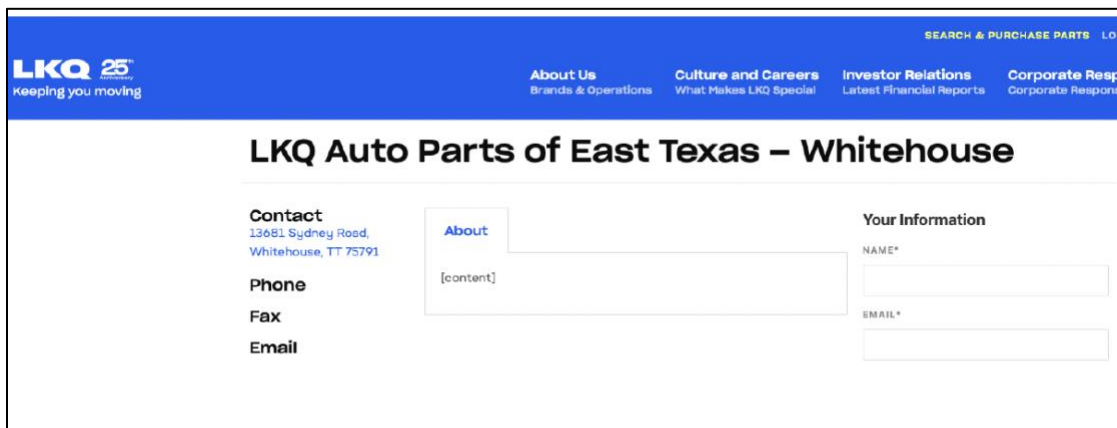 SEARCH & PURCHASE PARTS LO
LKQ 25th Anniversary
Keeping you moving
About Us
Brands & Operations
Culture and Careers
What Makes LKQ Special
Investor Relations
Latest Financial Reports
Corporate Resp
Corporate Respons
LKQ Auto Parts of East Texas – Whitehouse
Contact
13681 Sydney Road,
Whitehouse, TT 75791
Phone
Fax
Email
About
[content]
Your Information
NAME*
EMAIL*